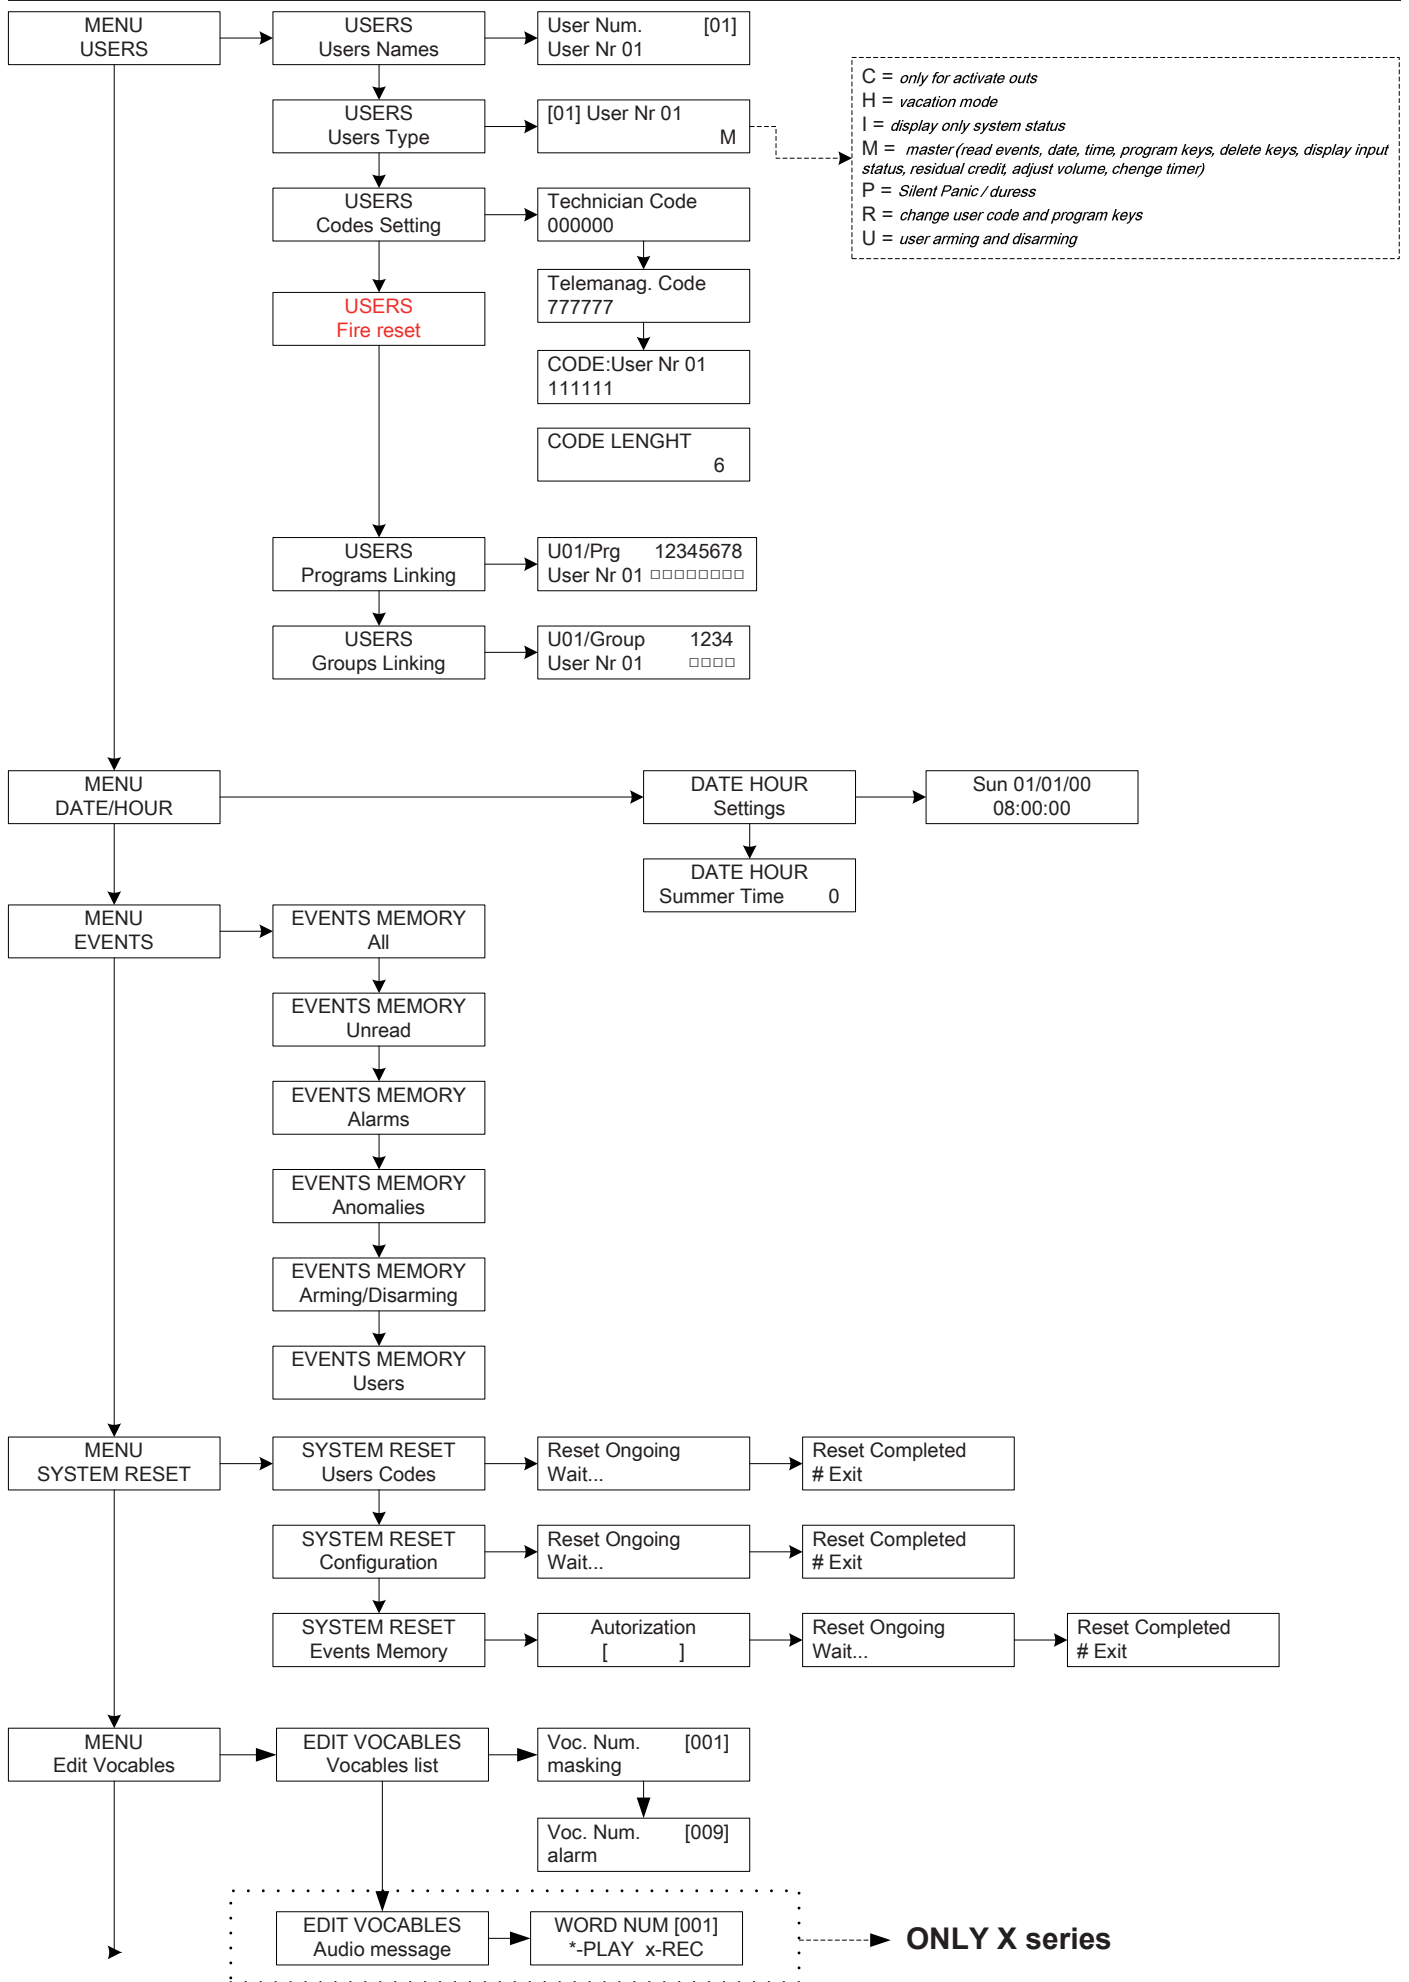 MENU
USERS
USERS
Users Names
User Num. [01]
User Nr 01
USERS
Users Type
[01] User Nr 01
M
C = only for activate outs
H = vacation mode
I = display only system status
M = master (read events, date, time, program keys, delete keys, display input
status, residual credit, adjust volume, chenge timer)
P = Silent Panic / duress
R = change user code and program keys
U = user arming and disarming
USERS
Codes Setting
Technician Code
000000
Telemanag. Code
777777
USERS
Fire reset
CODE:User Nr 01
111111
CODE LENGHT
6
USERS
Programs Linking
U01/Prg 12345678
User Nr 01 □□□□□□□□
USERS
Groups Linking
U01/Group 1234
User Nr 01 □□□□
MENU
DATE/HOUR
DATE HOUR
Settings
Sun 01/01/00
08:00:00
DATE HOUR
Summer Time 0
MENU
EVENTS
EVENTS MEMORY
All
EVENTS MEMORY
Unread
EVENTS MEMORY
Alarms
EVENTS MEMORY
Anomalies
EVENTS MEMORY
Arming/Disarming
EVENTS MEMORY
Users
MENU
SYSTEM RESET
SYSTEM RESET
Users Codes
Reset Ongoing
Wait...
Reset Completed
# Exit
SYSTEM RESET
Configuration
Reset Ongoing
Wait...
Reset Completed
# Exit
SYSTEM RESET
Events Memory
Autorization
[ ]
Reset Ongoing
Wait...
Reset Completed
# Exit
MENU
Edit Vocables
EDIT VOCABLES
Vocables list
Voc. Num. [001]
masking
Voc. Num. [009]
alarm
EDIT VOCABLES
Audio message
WORD NUM [001]
*-PLAY x-REC
ONLY X series